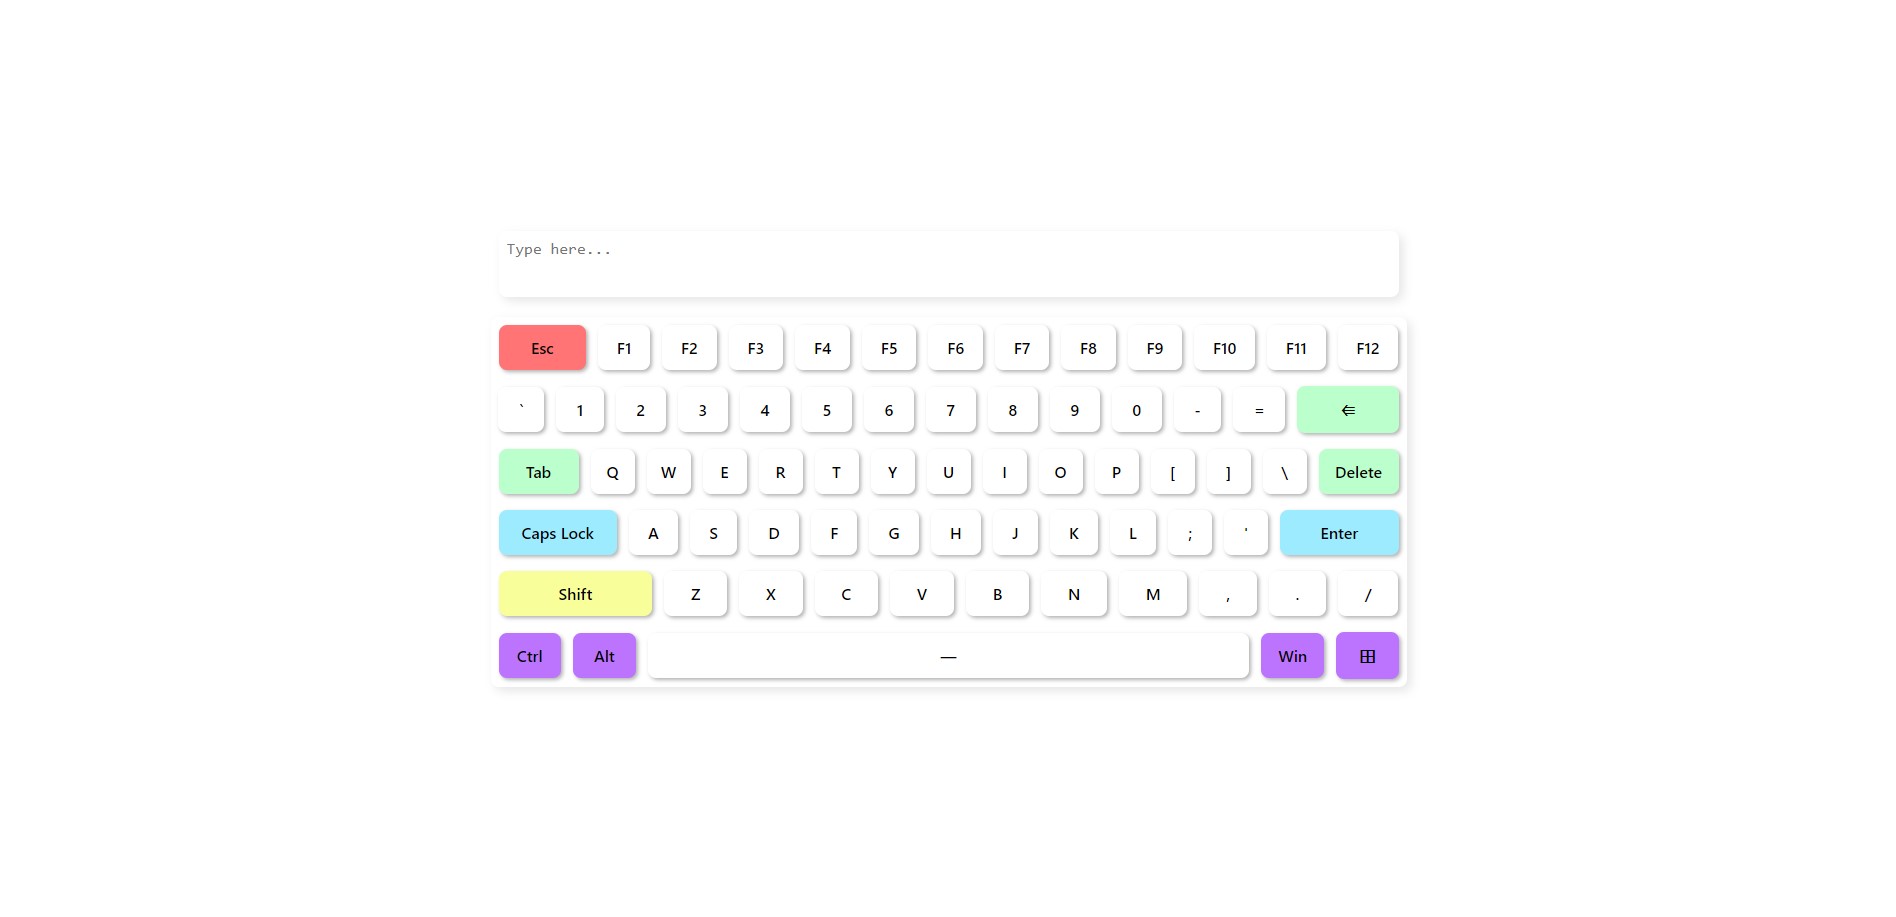 Type here...
Esc F1 F2 F3 F4 F5 F6 F7 F8 F9 F10 F11 F12
` 1 2 3 4 5 6 7 8 9 0 - = ⭅
Tab Q W E R T Y U I O P [ ] \ Delete
Caps Lock A S D F G H J K L ; ' Enter
Shift Z X C V B N M , . /
Ctrl Alt — Win ⊞